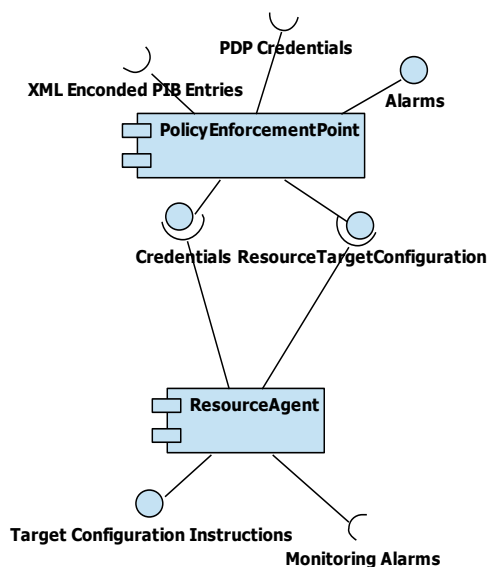 PDP Credentials
XML Enconded PIB Entries
Alarms
PolicyEnforcementPoint
Credentials
ResourceTargetConfiguration
ResourceAgent
Target Configuration Instructions
Monitoring Alarms